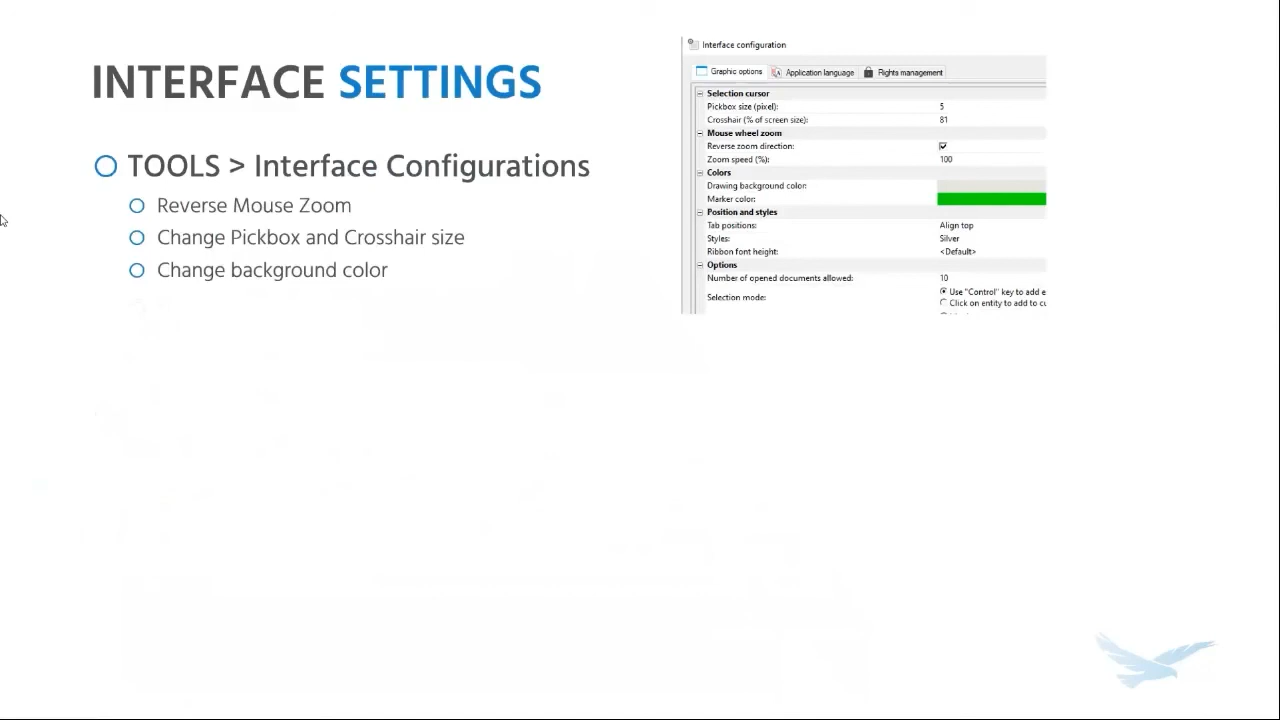 INTERFACE SETTINGS
TOOLS > Interface Configurations
Reverse Mouse Zoom
Change Pickbox and Crosshair size
Change background color
Interface configuration
Graphic options Application language Rights management
Selection cursor
Pickbox size (pixel): 5
Crosshair (% of screen size): 81
Mouse wheel zoom
Reverse zoom direction:
Zoom speed (%): 100
Colors
Drawing background color:
Marker color:
Position and styles
Tab positions: Align top
Styles: Silver
Ribbon font height: <Default>
Options
Number of opened documents allowed: 10
Selection mode: Use "Control" key to add e
Click on entity to add to cu